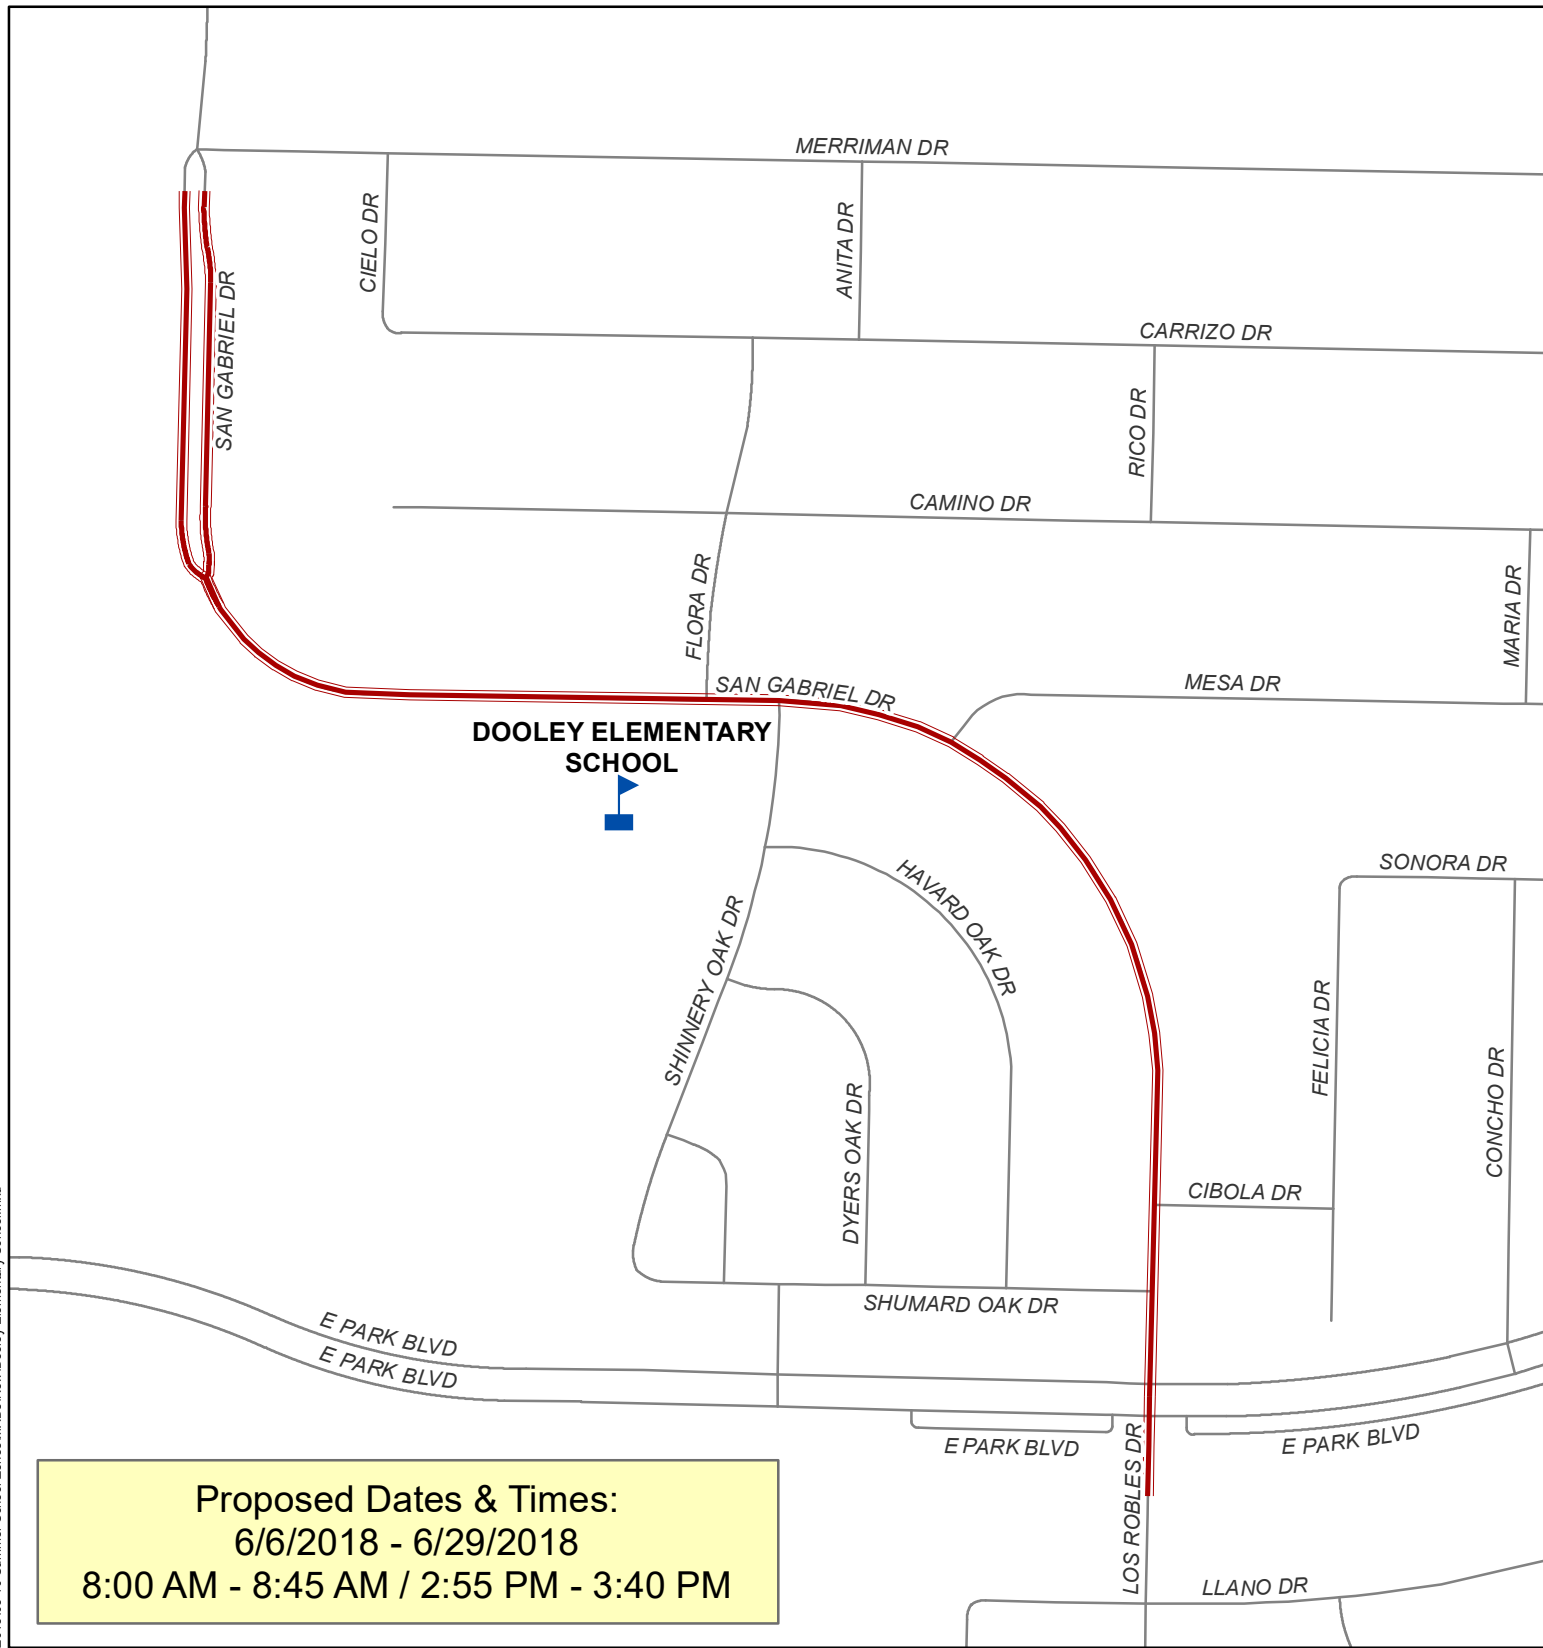 MERRIMAN DR
CIELO DR
ANITA DR
SAN GABRIEL DR
CARRIZO DR
RICO DR
CAMINO DR
FLORA DR
MARIA DR
SAN GABRIEL DR
MESA DR
DOOLEY ELEMENTARY
SCHOOL
HAVARD OAK DR
SONORA DR
SHINNERY OAK DR
FELICIA DR
CONCHO DR
DYERS OAK DR
CIBOLA DR
SHUMARD OAK DR
E PARK BLVD
E PARK BLVD
E PARK BLVD
E PARK BLVD
LOS ROBLES DR
LLANO DR
Proposed Dates & Times:
6/6/2018 - 6/29/2018
8:00 AM - 8:45 AM / 2:55 PM - 3:40 PM